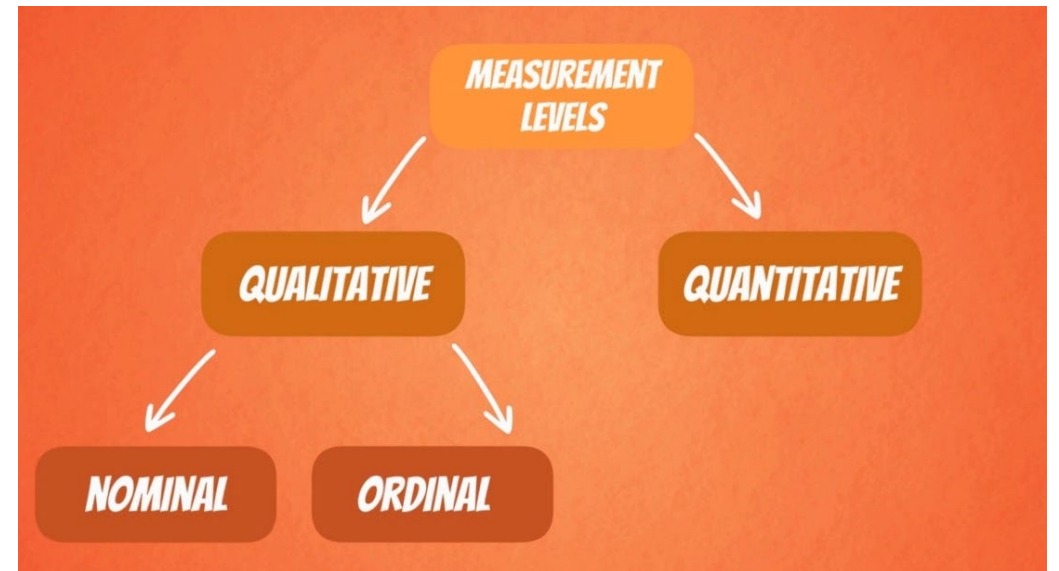 MEASUREMENT
LEVELS
QUALITATIVE
QUANTITATIVE
NOMINAL
ORDINAL